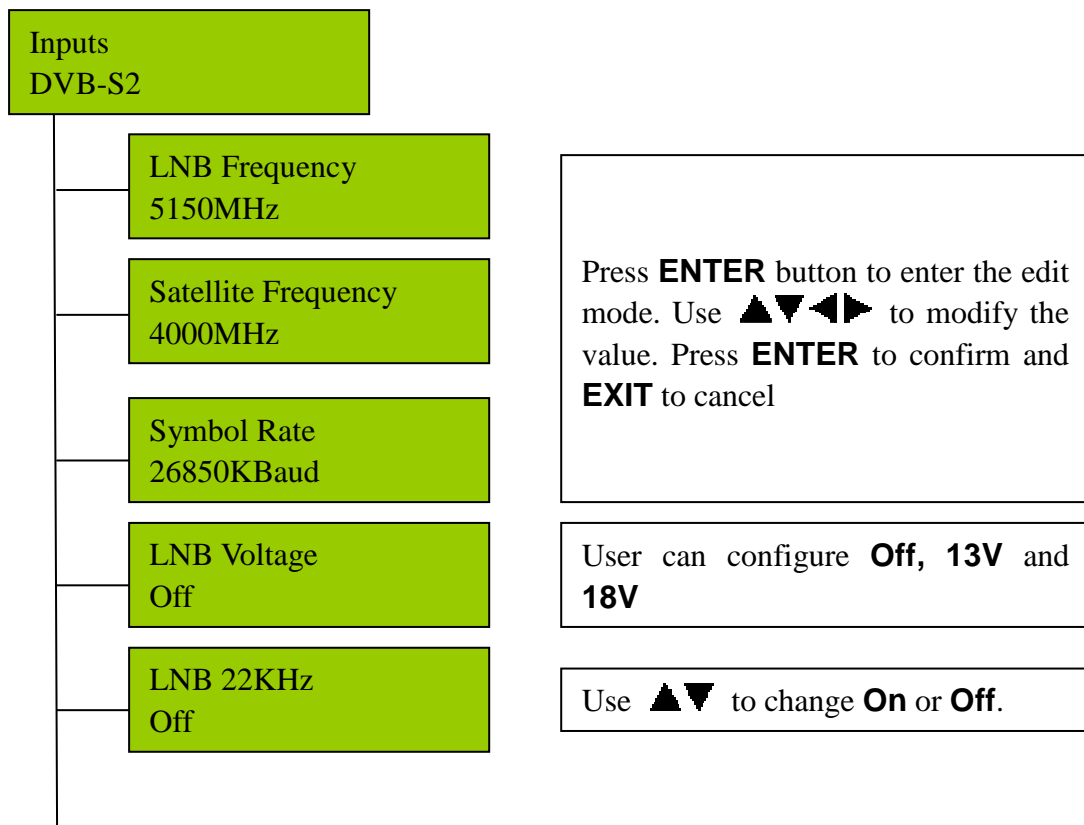 Inputs
DVB-S2
LNB Frequency
5150MHz
Satellite Frequency
4000MHz
Symbol Rate
26850KBaud
Press ENTER button to enter the edit
mode. Use ▲▼◀▶ to modify the
value. Press ENTER to confirm and
EXIT to cancel
LNB Voltage
Off
User can configure Off, 13V and
18V
LNB 22KHz
Off
Use ▲▼ to change On or Off.